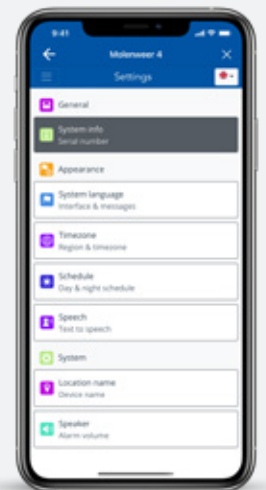 9:41
Molenweer 4
Settings
General
System info
Serial number
Appearance
System language
Interface & messages
Timezone
Region & timezone
Schedule
Day & night schedule
Speech
Text to speech
System
Location name
Device name
Speaker
Alarm volume